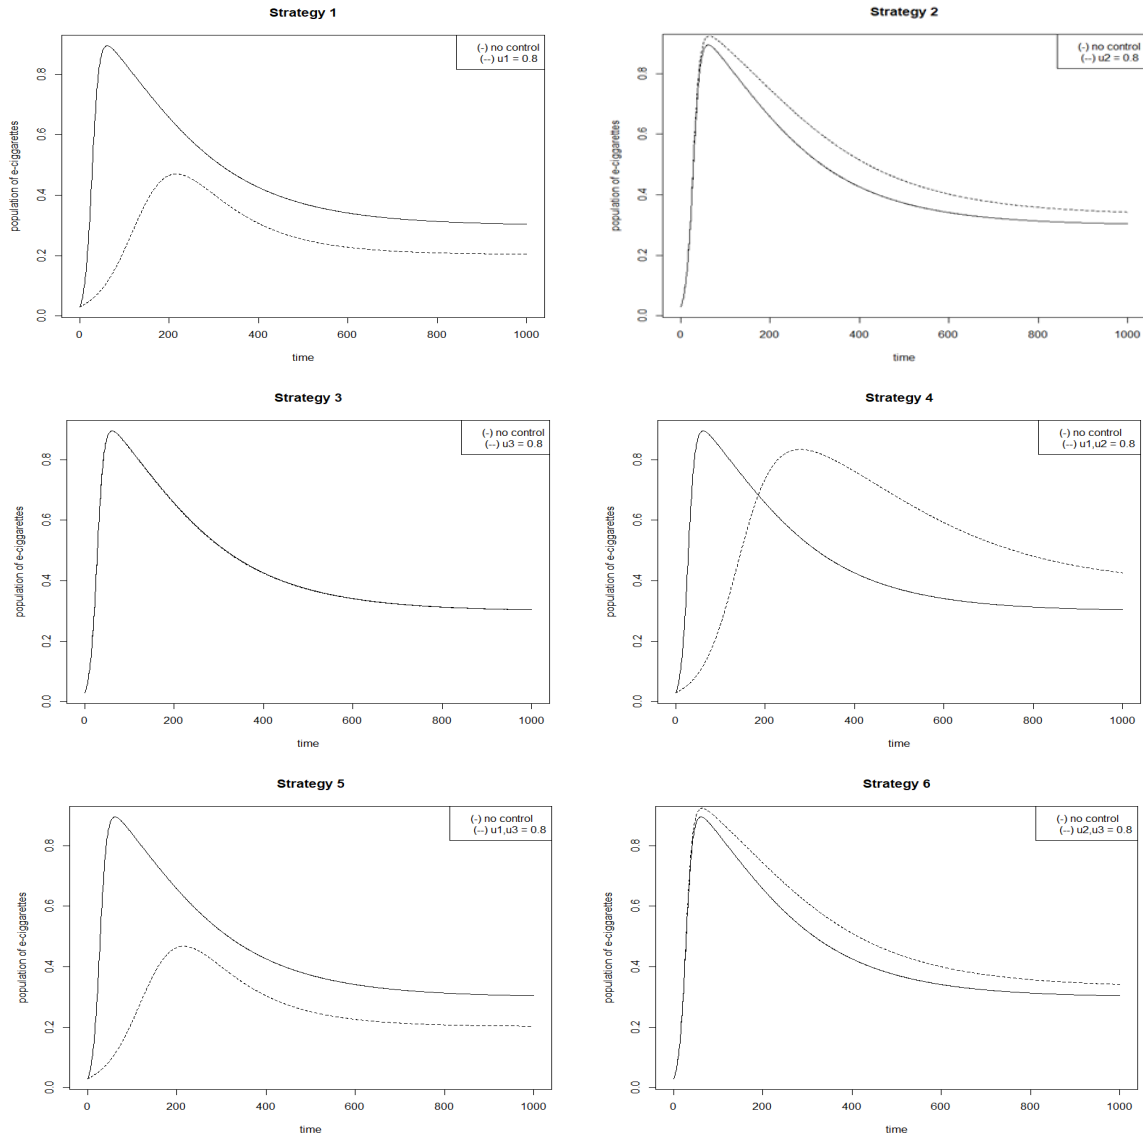 Strategy 1
(-) no control
(--) u1 = 0.8
population of e-ciggarettes
0.0
0.2
0.4
0.6
0.8
0
200
400
600
800
1000
time
Strategy 2
(-) no control
(--) u2 = 0.8
population of e-ciggarettes
0.0
0.2
0.4
0.6
0.8
0
200
400
600
800
1000
time
Strategy 3
(-) no control
(--) u3 = 0.8
population of e-ciggarettes
0.0
0.2
0.4
0.6
0.8
0
200
400
600
800
1000
time
Strategy 4
(-) no control
(--) u1,u2 = 0.8
population of e-ciggarettes
0.0
0.2
0.4
0.6
0.8
0
200
400
600
800
1000
time
Strategy 5
(-) no control
(--) u1,u3 = 0.8
population of e-ciggarettes
0.0
0.2
0.4
0.6
0.8
0
200
400
600
800
1000
time
Strategy 6
(-) no control
(--) u2,u3 = 0.8
population of e-ciggarettes
0.0
0.2
0.4
0.6
0.8
0
200
400
600
800
1000
time